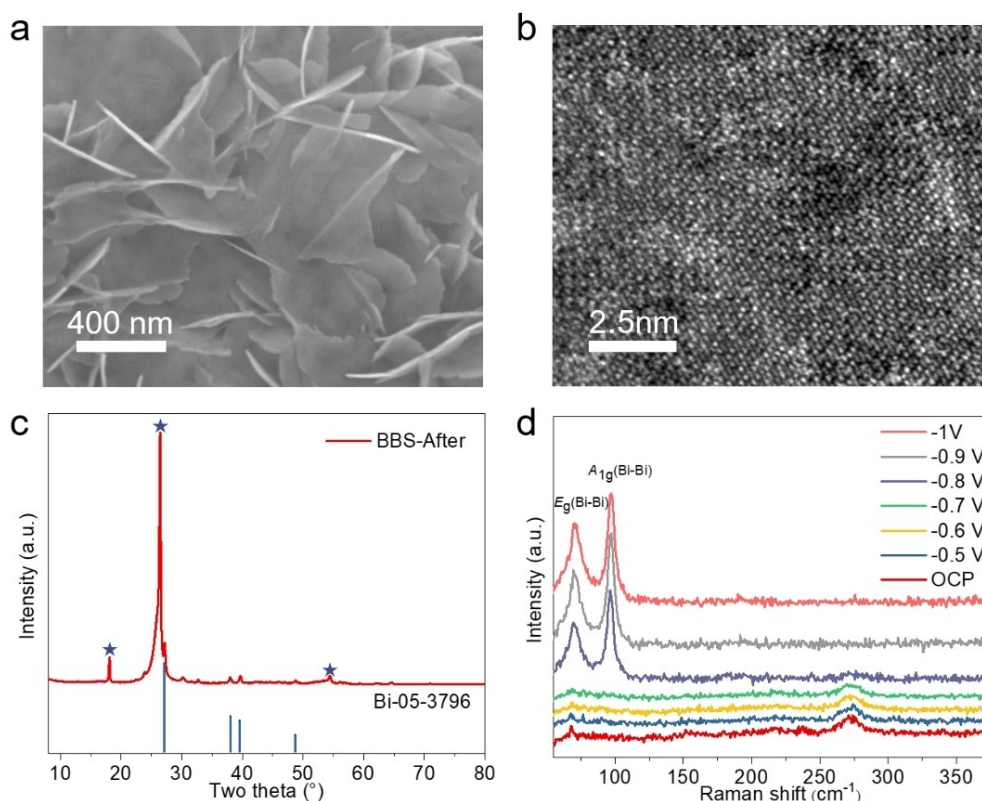 a
400 nm
b
2.5nm
c
★ BBS-After
★
★
Bi-05-3796
Intensity (a.u.)
10 20 30 40 50 60 70 80
Two theta (°)
d
-1V
-0.9 V
-0.8 V
-0.7 V
-0.6 V
-0.5 V
OCP
A1g(Bi-Bi)
Eg(Bi-Bi)
Intensity (a.u.)
100 150 200 250 300 350
Raman shift (cm-1)